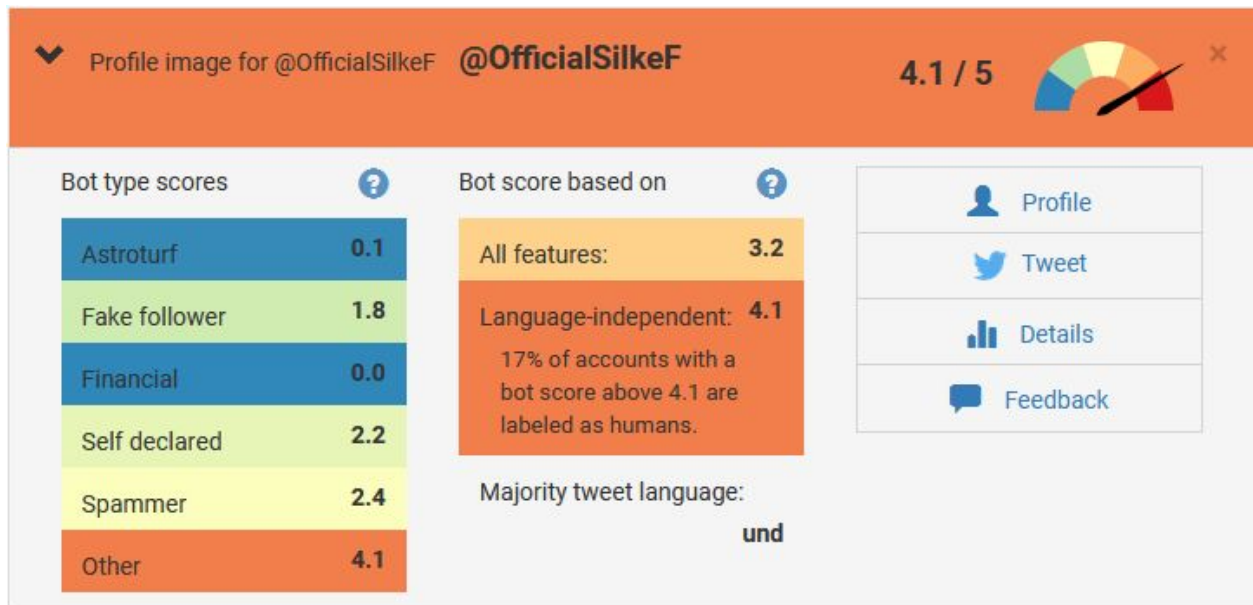 Profile image for @OfficialSilkeF @OfficialSilkeF 4.1 / 5 ×
Bot type scores ?
Astroturf 0.1
Fake follower 1.8
Financial 0.0
Self declared 2.2
Spammer 2.4
Other 4.1
Bot score based on ?
All features: 3.2
Language-independent: 4.1
17% of accounts with a
bot score above 4.1 are
labeled as humans.
Majority tweet language:
und
Profile
Tweet
Details
Feedback